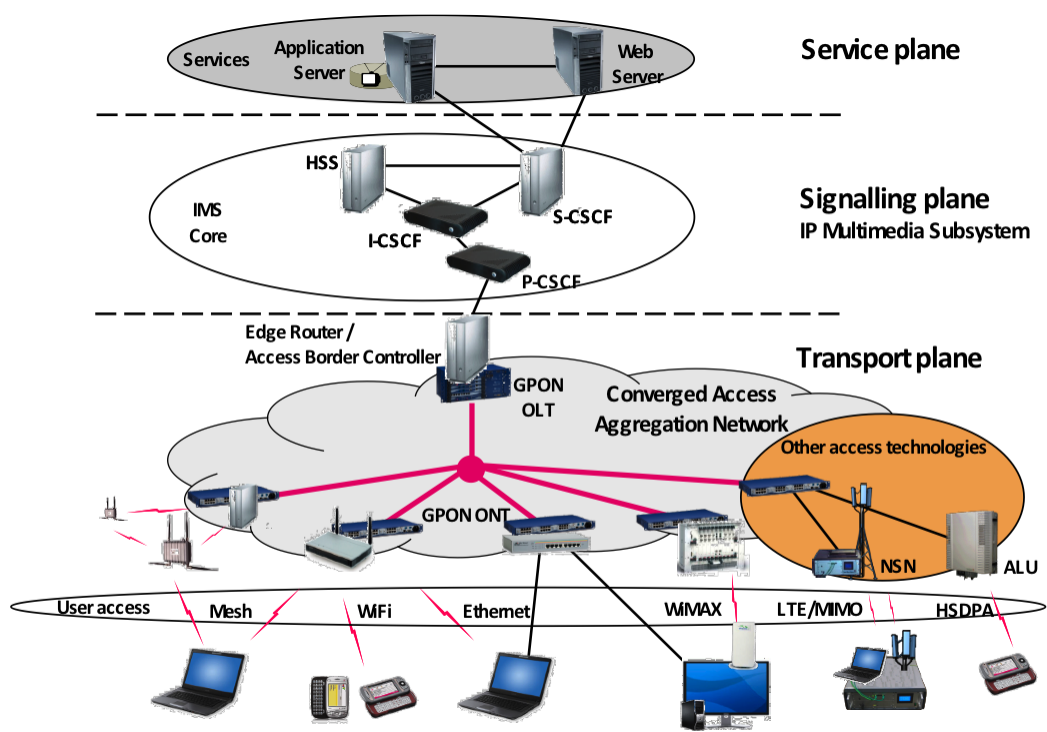 Service plane
Services
Application
Server
Web
Server
HSS
S-CSCF
IMS
Core
I-CSCF
P-CSCF
Signalling plane
IP Multimedia Subsystem
Edge Router /
Access Border Controller
Transport plane
GPON
OLT
Converged Access
Aggregation Network
Other access technologies
GPON ONT
NSN
ALU
User access
Mesh
WiFi
Ethernet
WiMAX
LTE/MIMO
HSDPA